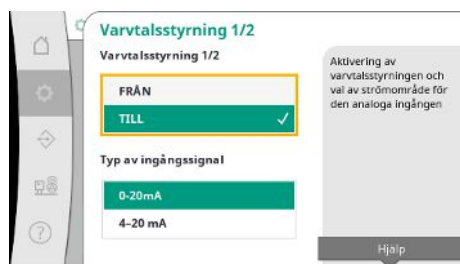 Varvtalsstyrning 1/2
Varvtalsstyrning 1/2
FRÅN
TILL
Typ av ingångssignal
0-20mA
4-20 mA
Aktivering av
varvtalsstyrningen och
val av strömområde för
den analoga ingången
Hjälp